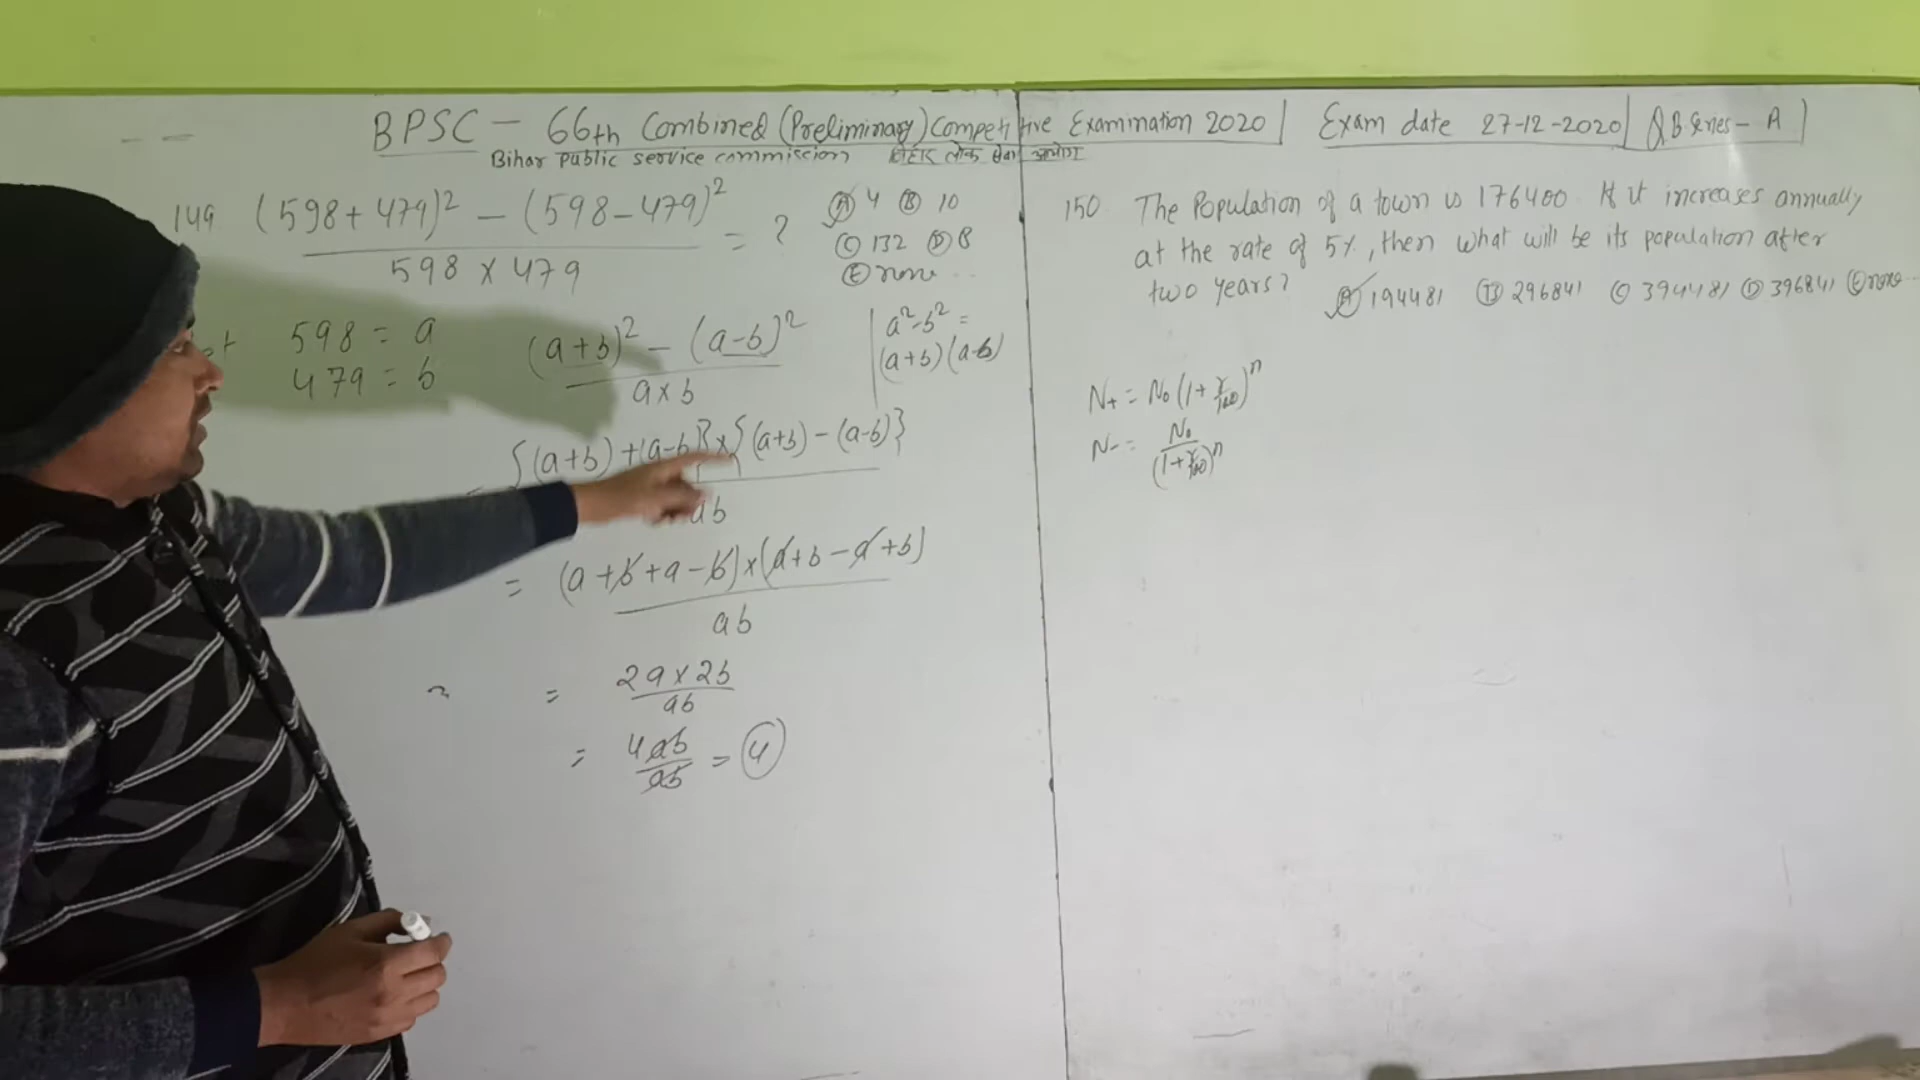 BPSC - 66th Combined (Preliminary) Competitive Examination 2020 | Exam date 27-12-2020 | Q.B. Series - A |
Bihar Public service commission बिहार लोक सेवा आयोग
149 (598+479)² - (598-479)² / 598 × 479 = ?
Ⓐ 4 Ⓑ 10
Ⓒ 132 Ⓓ 8
Ⓔ none...
598 = a
479 = b
(a+b)² - (a-b)² / a×b
a²-b² =
(a+b)(a-b)
= {(a+b)+(a-b)}×{(a+b)-(a-b)} / ab
= (a+b+a-b)×(a+b-a+b) / ab
= 2a×2b / ab
= 4ab / ab = 4
150. The Population of a town is 176400. If it increases annually
at the rate of 5%, then what will be its population after
two years? Ⓐ 194481 Ⓑ 296841 Ⓒ 394481 Ⓓ 396841 Ⓔ none...
N+ = N₀(1+r/100)ⁿ
N- = N₀ / (1+r/100)ⁿ